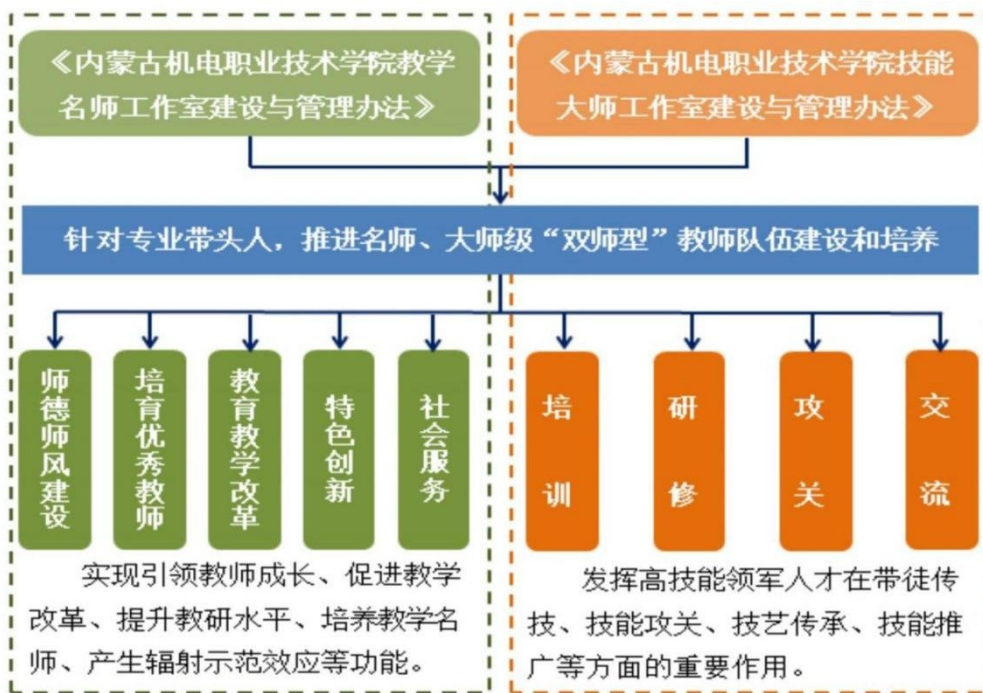 《内蒙古机电职业技术学院教学
名师工作室建设与管理办法》
《内蒙古机电职业技术学院技能
大师工作室建设与管理办法》
针对专业带头人，推进名师、大师级“双师型”教师队伍建设和培养
师德师风建设
培育优秀教师
教育教学改革
特色创新
社会服务
培训
研修
攻关
交流
实现引领教师成长、促进教学
改革、提升教研水平、培养教学名
师、产生辐射示范效应等功能。
发挥高技能领军人才在带徒传
技、技能攻关、技艺传承、技能推
广等方面的重要作用。